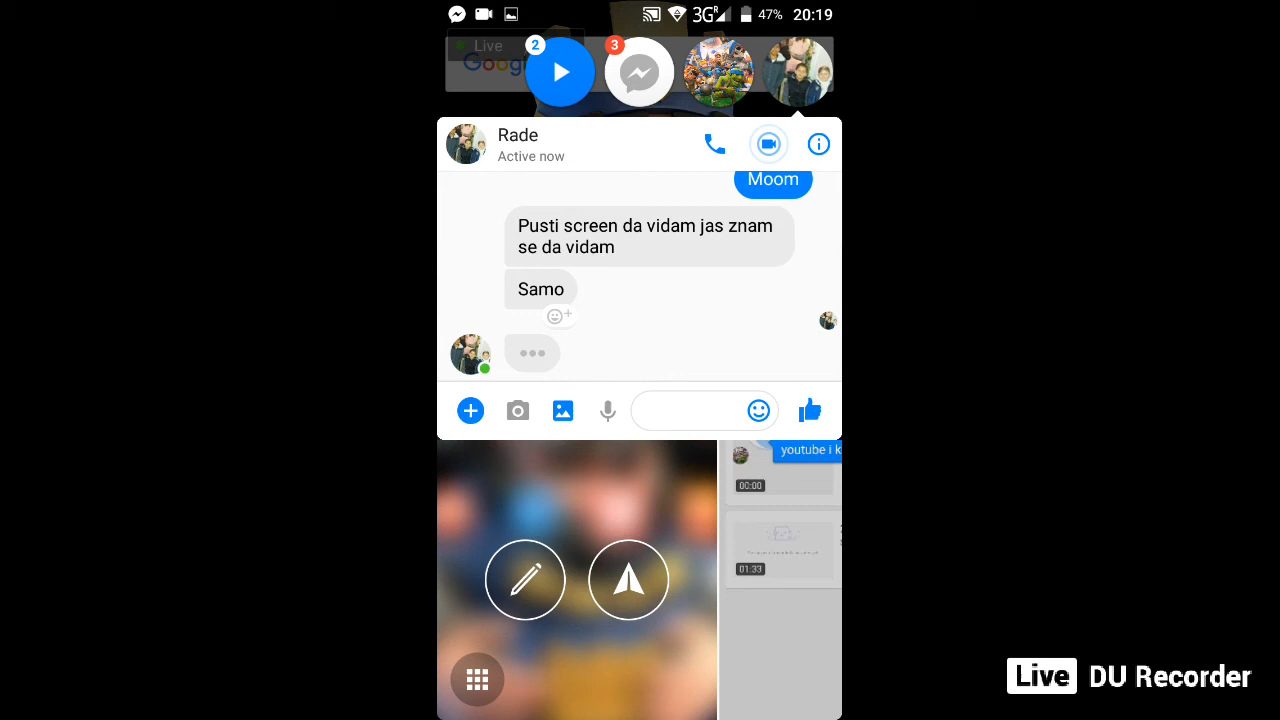 3G R 47% 20:19
Live
Google
2
3
Rade
Active now
Moom
Pusti screen da vidam jas znam
se da vidam
Samo
youtube i k
00:00
01:33
Live DU Recorder